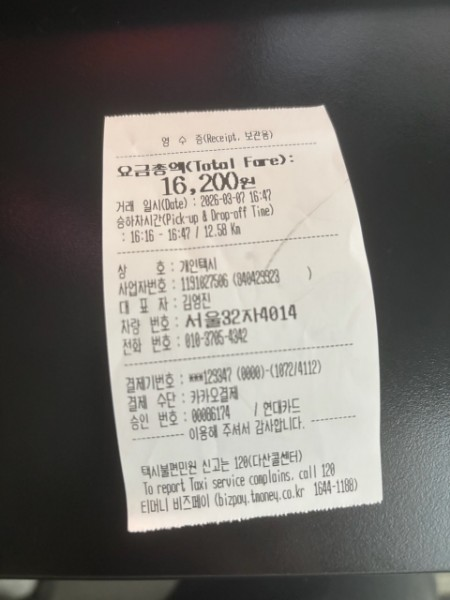 영 수 증(Receipt, 보관용)
요금총액(Total Fare):
16,200원
거래 일시(Date) : 2026-03-07 16:47
승하차시간(Pick-up & Drop-off Time)
: 16:16 - 16:47 / 12.58 Km
상 호 : 개인택시
사업자번호 : 1191827506 (840429323 )
대 표 자 : 김영진
차량 번호 : 서울32자4014
전화 번호 : 010-3705-4342
결제기번호 : ***129347 (0000)-(1072/4112)
결제 수단 : 카카오결제
승인 번호 : 00006174 / 현대카드
이용해 주셔서 감사합니다.
택시불편민원 신고는 120(다산콜센터)
To report Taxi service complains, call 120
티머니 비즈페이 (bizpay.tmoney.co.kr 1644-1188)